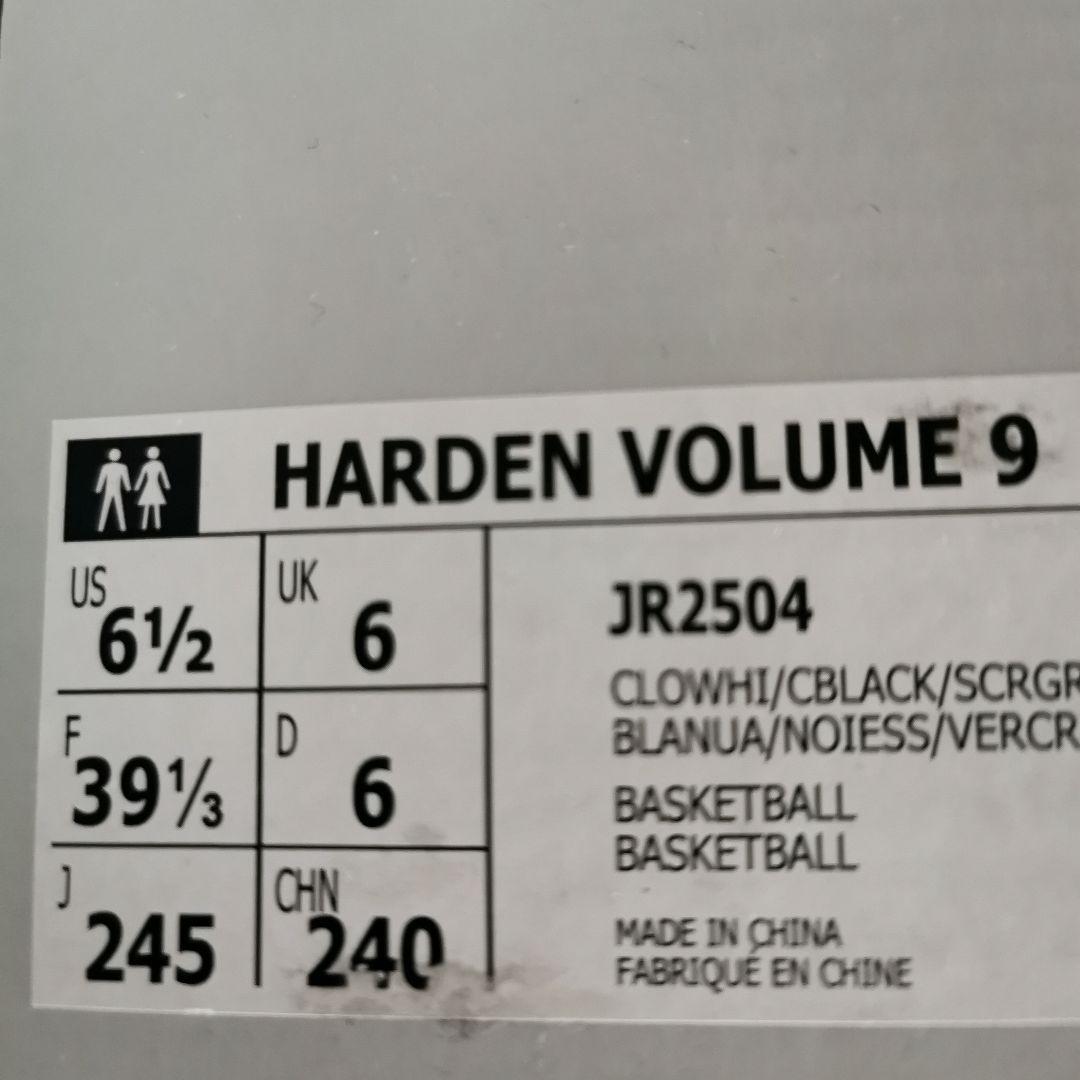 HARDEN VOLUME 9
US 6½
UK 6
F 39⅓
D 6
J 245
CHN 240
JR2504
CLOWHI/CBLACK/SCRGR
BLANUA/NOIESS/VERCR
BASKETBALL
BASKETBALL
MADE IN CHINA
FABRIQUÉ EN CHINE